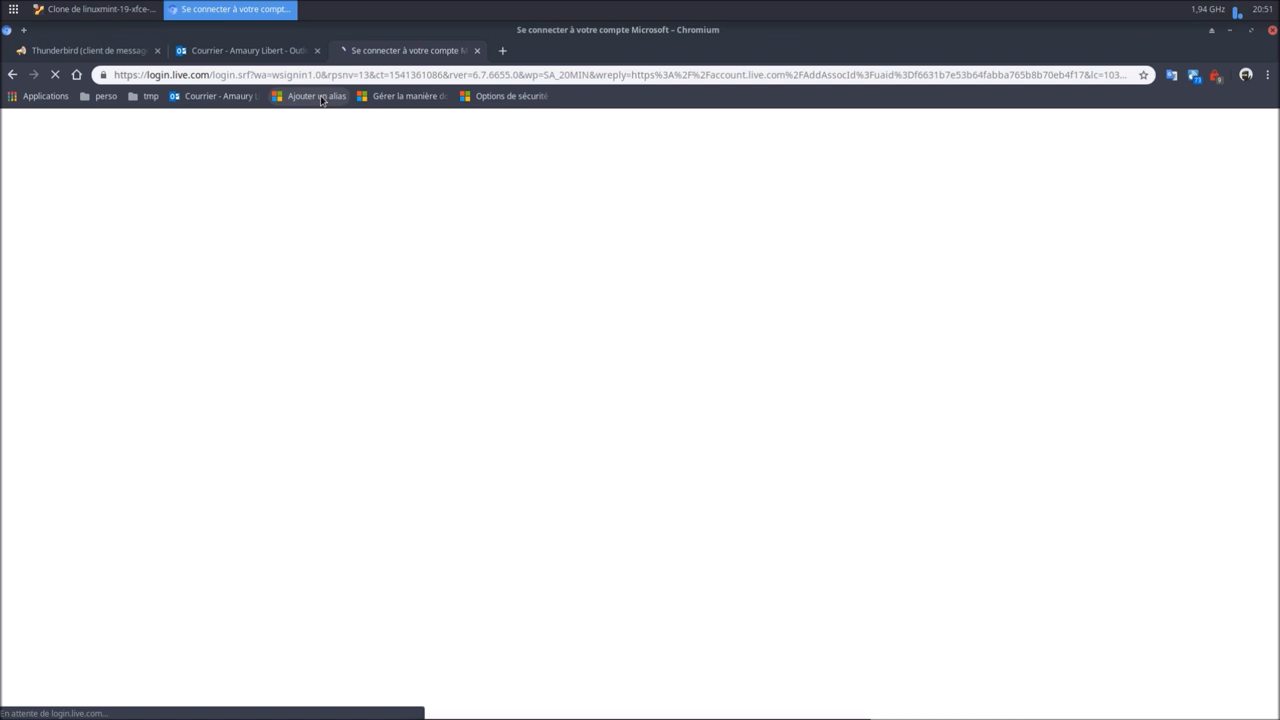 Clone de linuxmint-19-xfce-...
Se connecter à votre compt...
1,94 GHz
20:51
Se connecter à votre compte Microsoft – Chromium
Thunderbird (client de messag
Courrier - Amaury Libert - Outl
Se connecter à votre compte M
https://login.live.com/login.srf?wa=wsignin1.0&rpsnv=13&ct=1541361086&rver=6.7.6655.0&wp=SA_20MIN&wreply=https%3A%2F%2Faccount.live.com%2FAddAssocId%3Fuaid%3Df6631b7e53b64fabba765b8b70eb4f17&lc=103...
Applications
perso
tmp
Courrier - Amaury L
Ajouter un alias
Gérer la manière do
Options de sécurité
En attente de login.live.com...